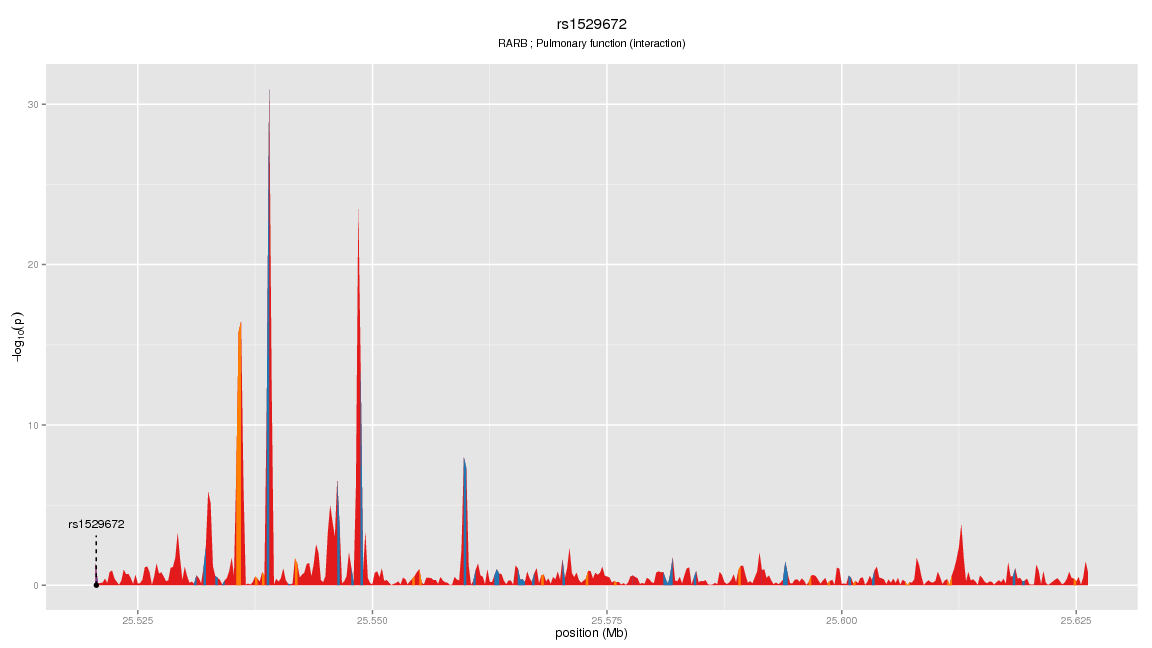 rs1529672
RARB ; Pulmonary function (interaction)
−log10(p)
30
20
10
0
rs1529672
25.525
25.550
25.575
25.600
25.625
position (Mb)